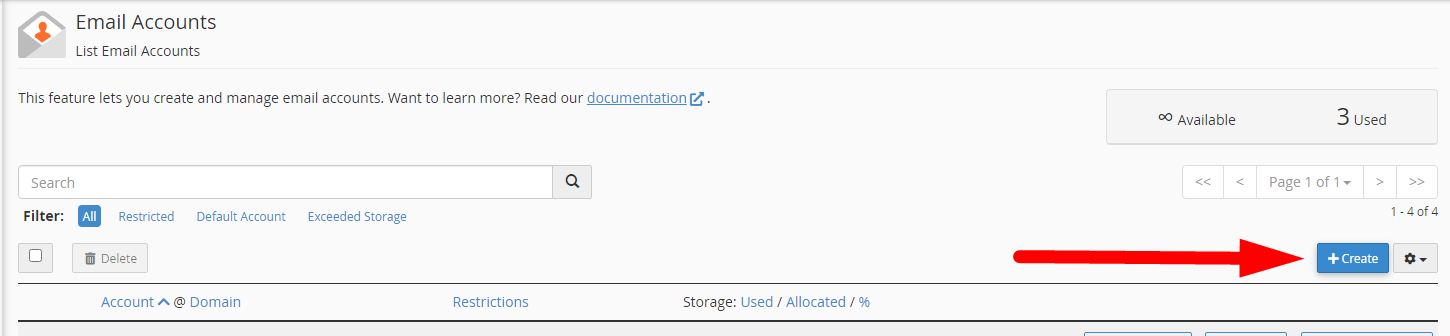 Email Accounts
List Email Accounts
This feature lets you create and manage email accounts. Want to learn more? Read our documentation .
∞ Available 3 Used
Search
<< < Page 1 of 1 > >>
Filter: All Restricted Default Account Exceeded Storage
1 - 4 of 4
Delete
+ Create
Account @ Domain Restrictions Storage: Used / Allocated / %